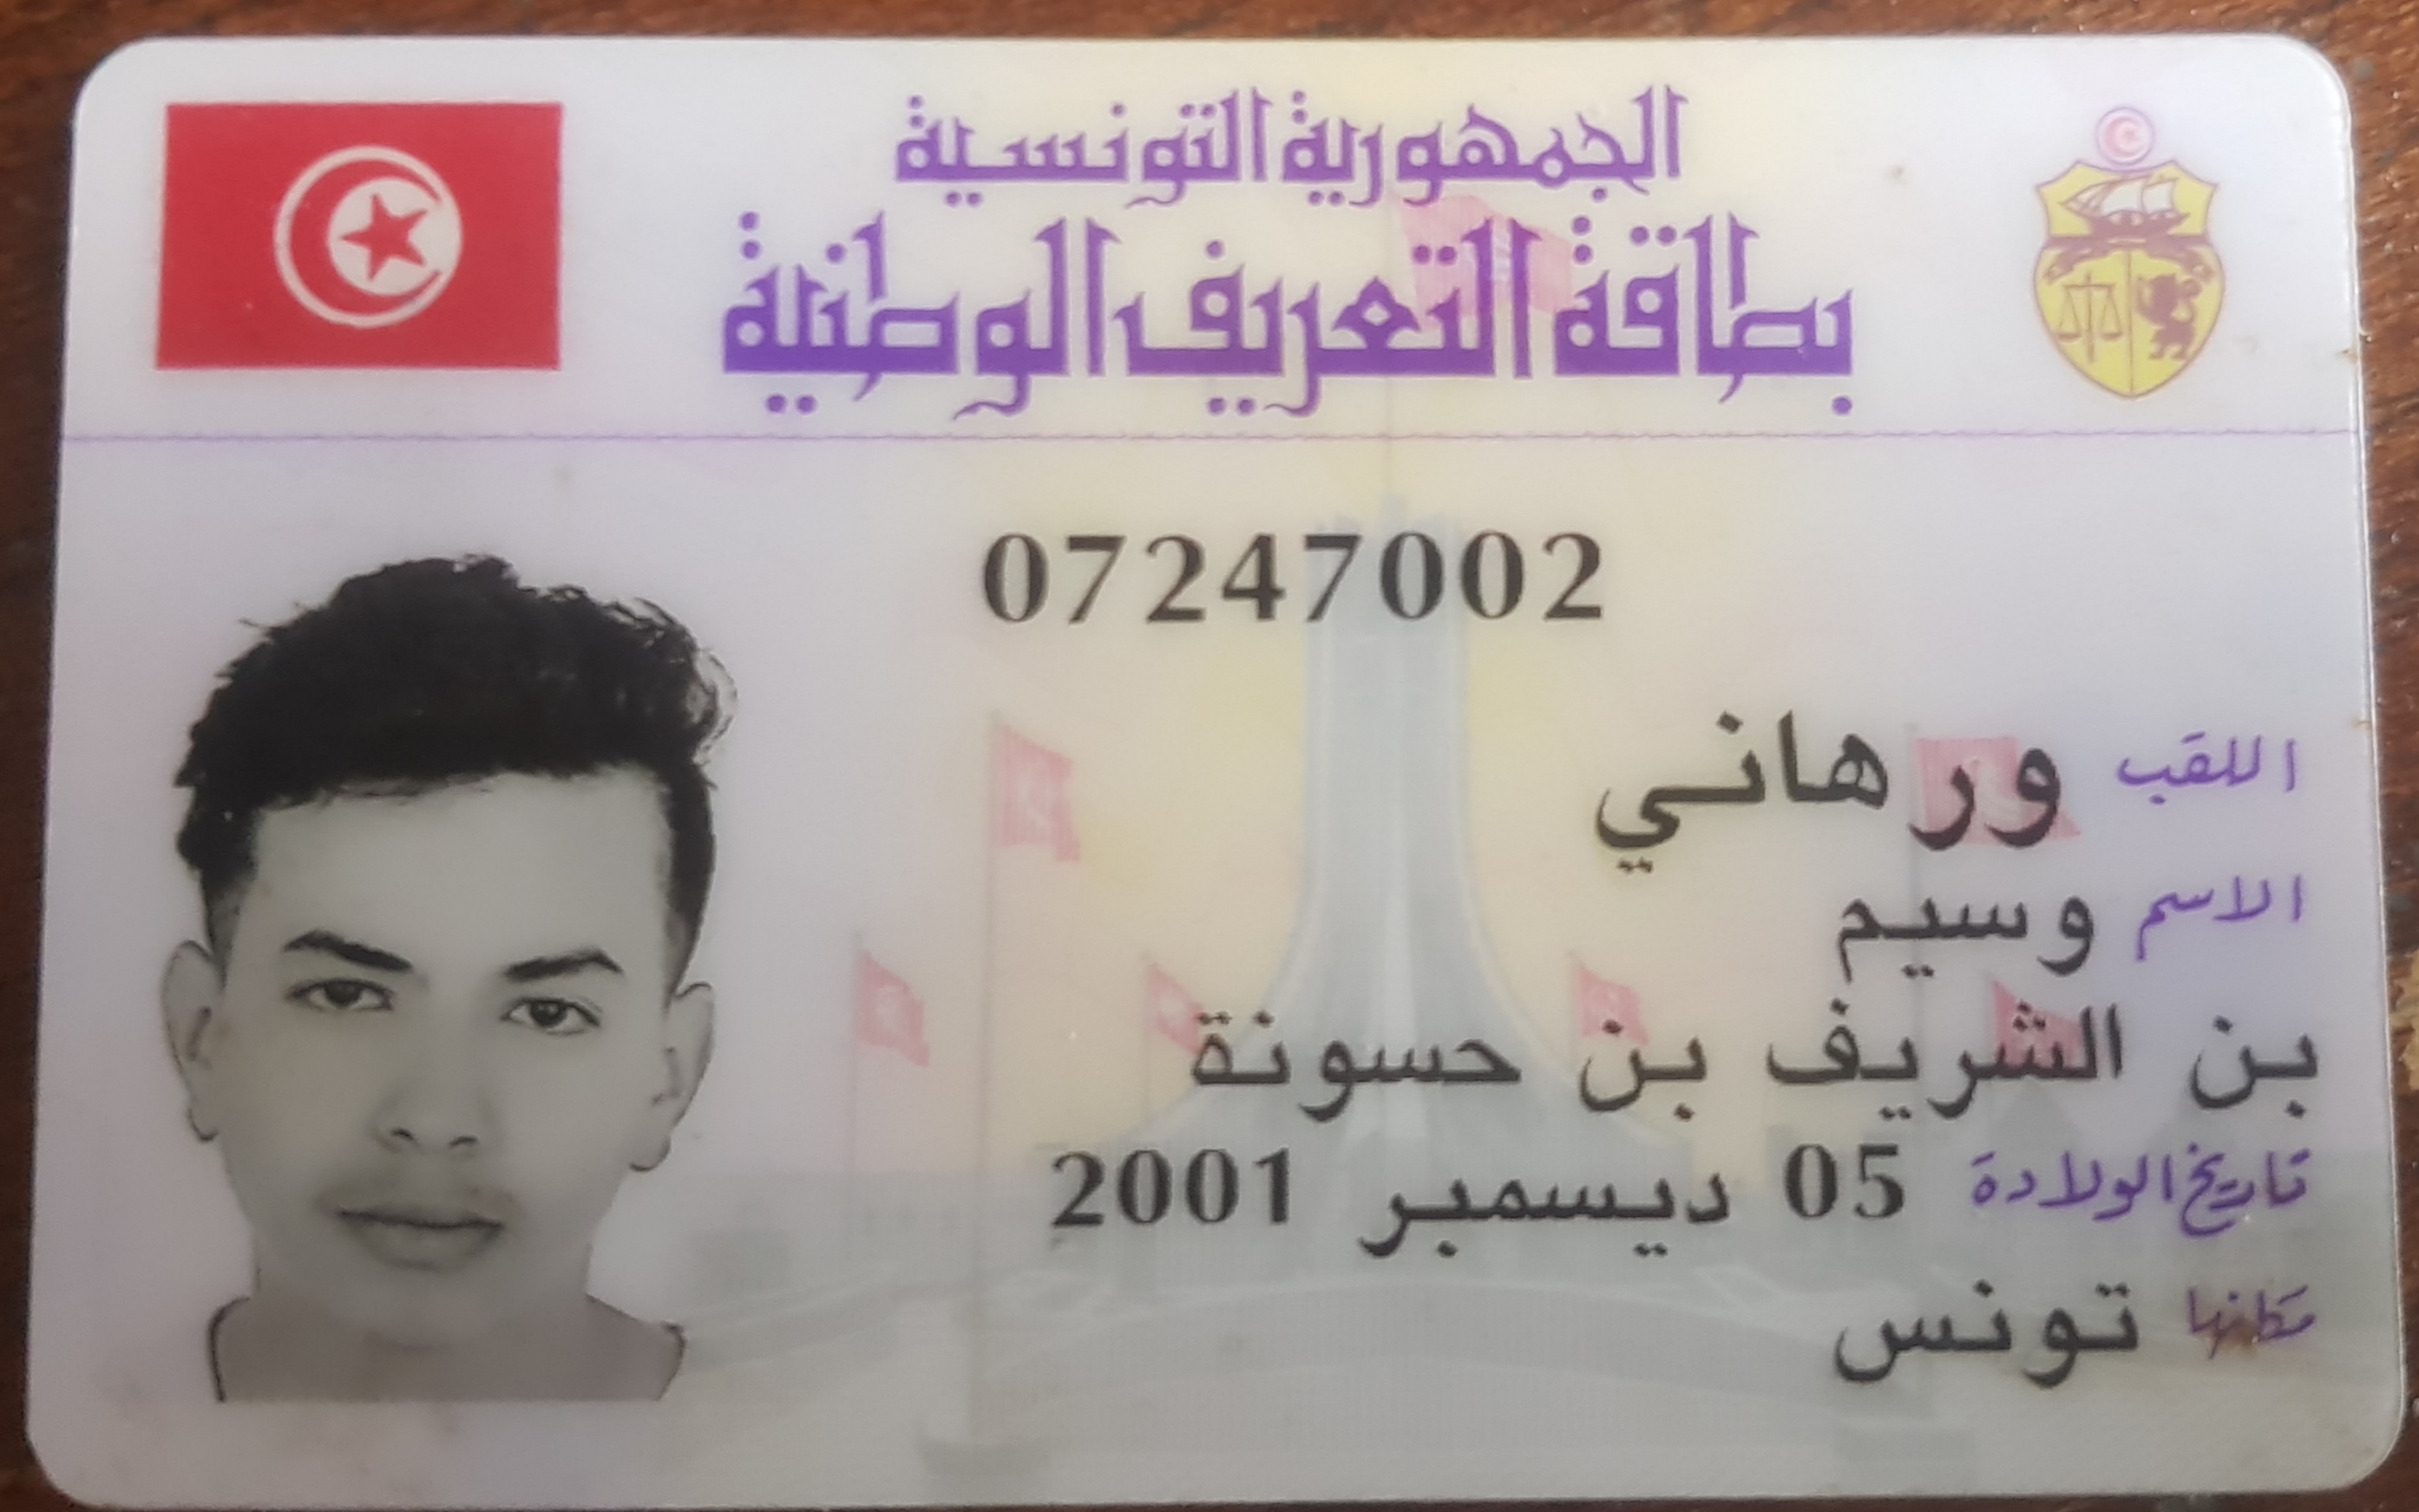 الجمهورية التونسية
بطاقة التعريف الوطنية
07247002
اللقب ورهاني
الاسم وسيم
بن الشريف بن حسونة
تاريخ الولادة 05 ديسمبر 2001
مكانها تونس